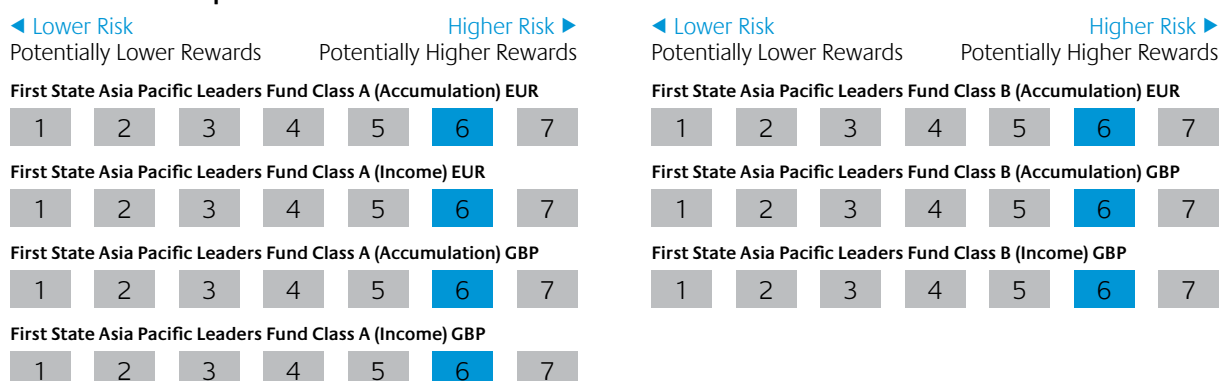 ◀ Lower Risk Higher Risk ▶
Potentially Lower Rewards Potentially Higher Rewards
First State Asia Pacific Leaders Fund Class A (Accumulation) EUR
1 2 3 4 5 6 7
First State Asia Pacific Leaders Fund Class A (Income) EUR
1 2 3 4 5 6 7
First State Asia Pacific Leaders Fund Class A (Accumulation) GBP
1 2 3 4 5 6 7
First State Asia Pacific Leaders Fund Class A (Income) GBP
1 2 3 4 5 6 7
◀ Lower Risk Higher Risk ▶
Potentially Lower Rewards Potentially Higher Rewards
First State Asia Pacific Leaders Fund Class B (Accumulation) EUR
1 2 3 4 5 6 7
First State Asia Pacific Leaders Fund Class B (Accumulation) GBP
1 2 3 4 5 6 7
First State Asia Pacific Leaders Fund Class B (Income) GBP
1 2 3 4 5 6 7